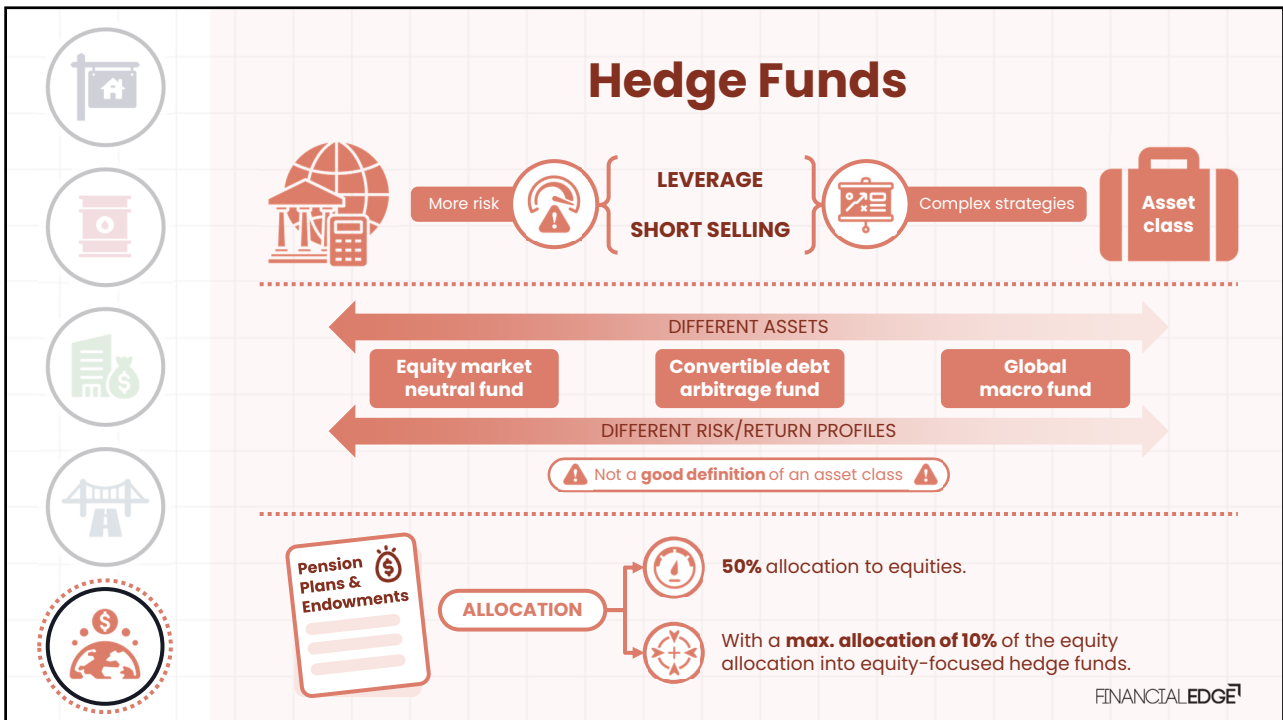 Hedge Funds
More risk
LEVERAGE
SHORT SELLING
Complex strategies
Asset
class
DIFFERENT ASSETS
Equity market
neutral fund
Convertible debt
arbitrage fund
Global
macro fund
DIFFERENT RISK/RETURN PROFILES
Not a good definition of an asset class
Pension
Plans &
Endowments
ALLOCATION
50% allocation to equities.
With a max. allocation of 10% of the equity
allocation into equity-focused hedge funds.
FINANCIALEDGE